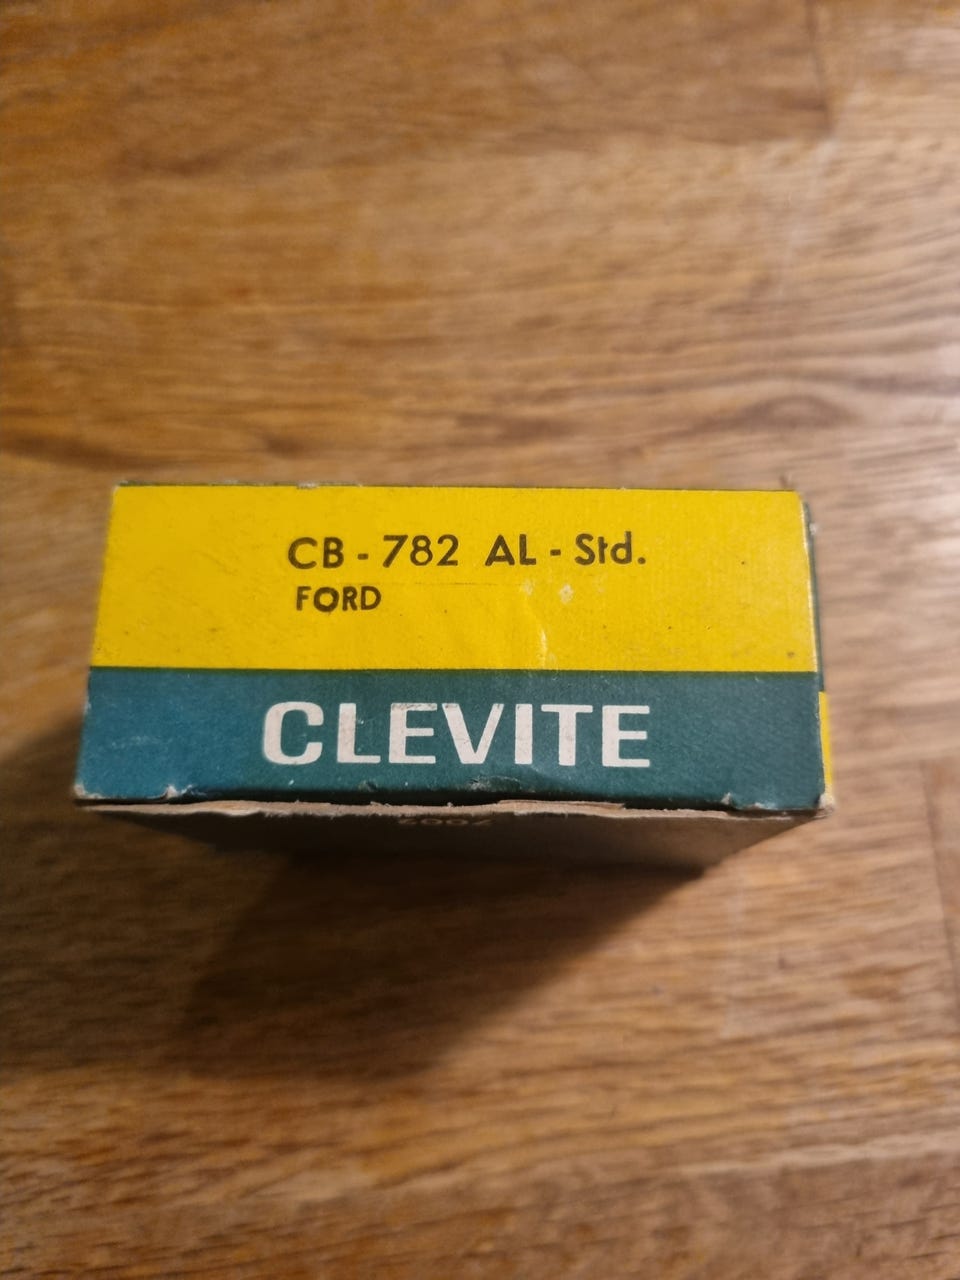 CB - 782 AL - Std.
FORD
CLEVITE